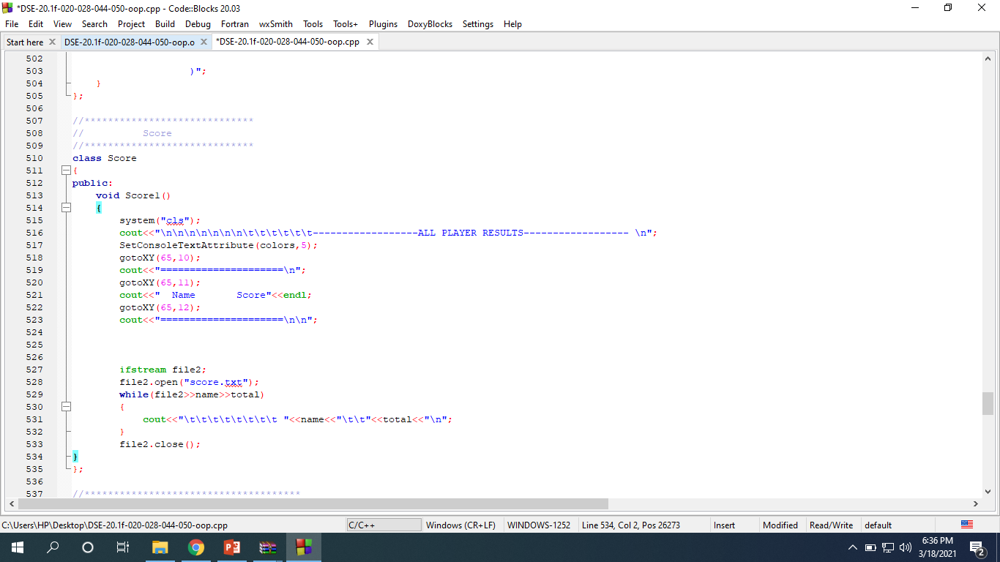 *DSE-20.1f-020-028-044-050-oop.cpp - Code::Blocks 20.03
File Edit View Search Project Build Debug Fortran wxSmith Tools Tools+ Plugins DoxyBlocks Settings Help
Start here DSE-20.1f-020-028-044-050-oop.o *DSE-20.1f-020-028-044-050-oop.cpp
502
503 )";
504 }
505 };
506
507 //*****************************
508 // Score
509 //*****************************
510 class Score
511 {
512 public:
513 void Score1()
514 {
515 system("cls");
516 cout<<"\n\n\n\n\n\n\n\t\t\t\t\t\t------------------ALL PLAYER RESULTS------------------ \n";
517 SetConsoleTextAttribute(colors,5);
518 gotoXY(65,10);
519 cout<<"=====================\n";
520 gotoXY(65,11);
521 cout<<"  Name       Score"<<endl;
522 gotoXY(65,12);
523 cout<<"=====================\n\n";
524
525
526
527 ifstream file2;
528 file2.open("score.txt");
529 while(file2>>name>>total)
530 {
531 cout<<"\t\t\t\t\t\t\t\t "<<name<<"\t\t"<<total<<"\n";
532 }
533 file2.close();
534 }
535 };
536
537 //*************************************
C:\Users\HP\Desktop\DSE-20.1f-020-028-044-050-oop.cpp C/C++ Windows (CR+LF) WINDOWS-1252 Line 534, Col 2, Pos 26273 Insert Modified Read/Write default
6:36 PM
3/18/2021
2